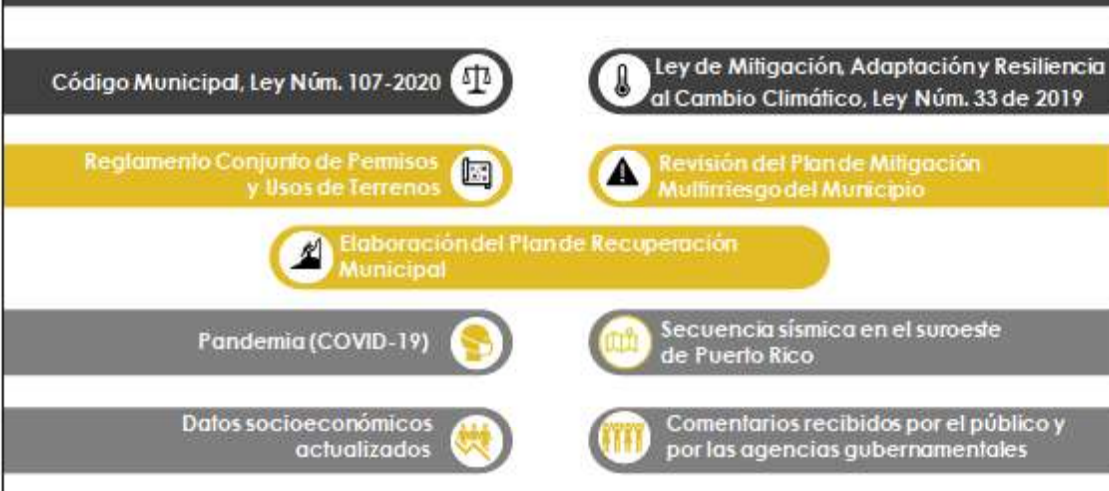 Código Municipal, Ley Núm. 107-2020
Ley de Mitigación, Adaptación y Resiliencia
al Cambio Climático, Ley Núm. 33 de 2019
Reglamento Conjunto de Permisos
y Usos de Terrenos
Revisión del Plan de Mitigación
Multirriesgo del Municipio
Elaboración del Plan de Recuperación
Municipal
Pandemia (COVID-19)
Secuencia sísmica en el suroeste
de Puerto Rico
Datos socioeconómicos
actualizados
Comentarios recibidos por el público y
por las agencias gubernamentales